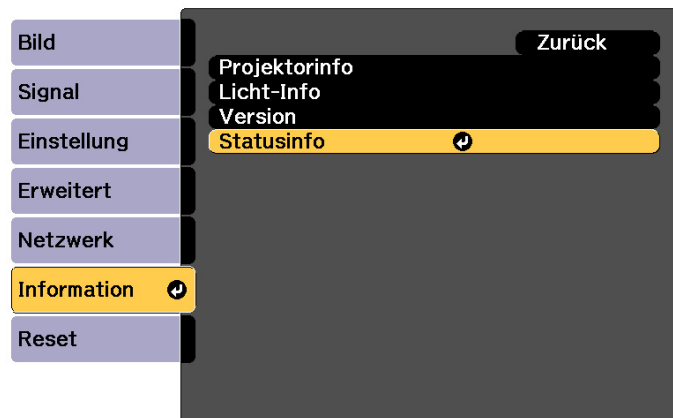 Bild
Signal
Einstellung
Erweitert
Netzwerk
Information
Reset
Zurück
Projektorinfo
Licht-Info
Version
Statusinfo